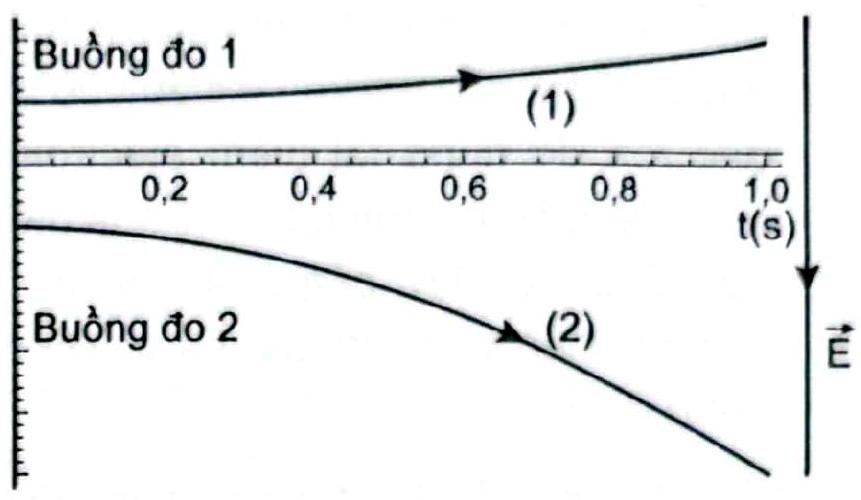 Buồng đo 1
(1)
0,2 0,4 0,6 0,8 1,0
t(s)
Buồng đo 2
(2)
E